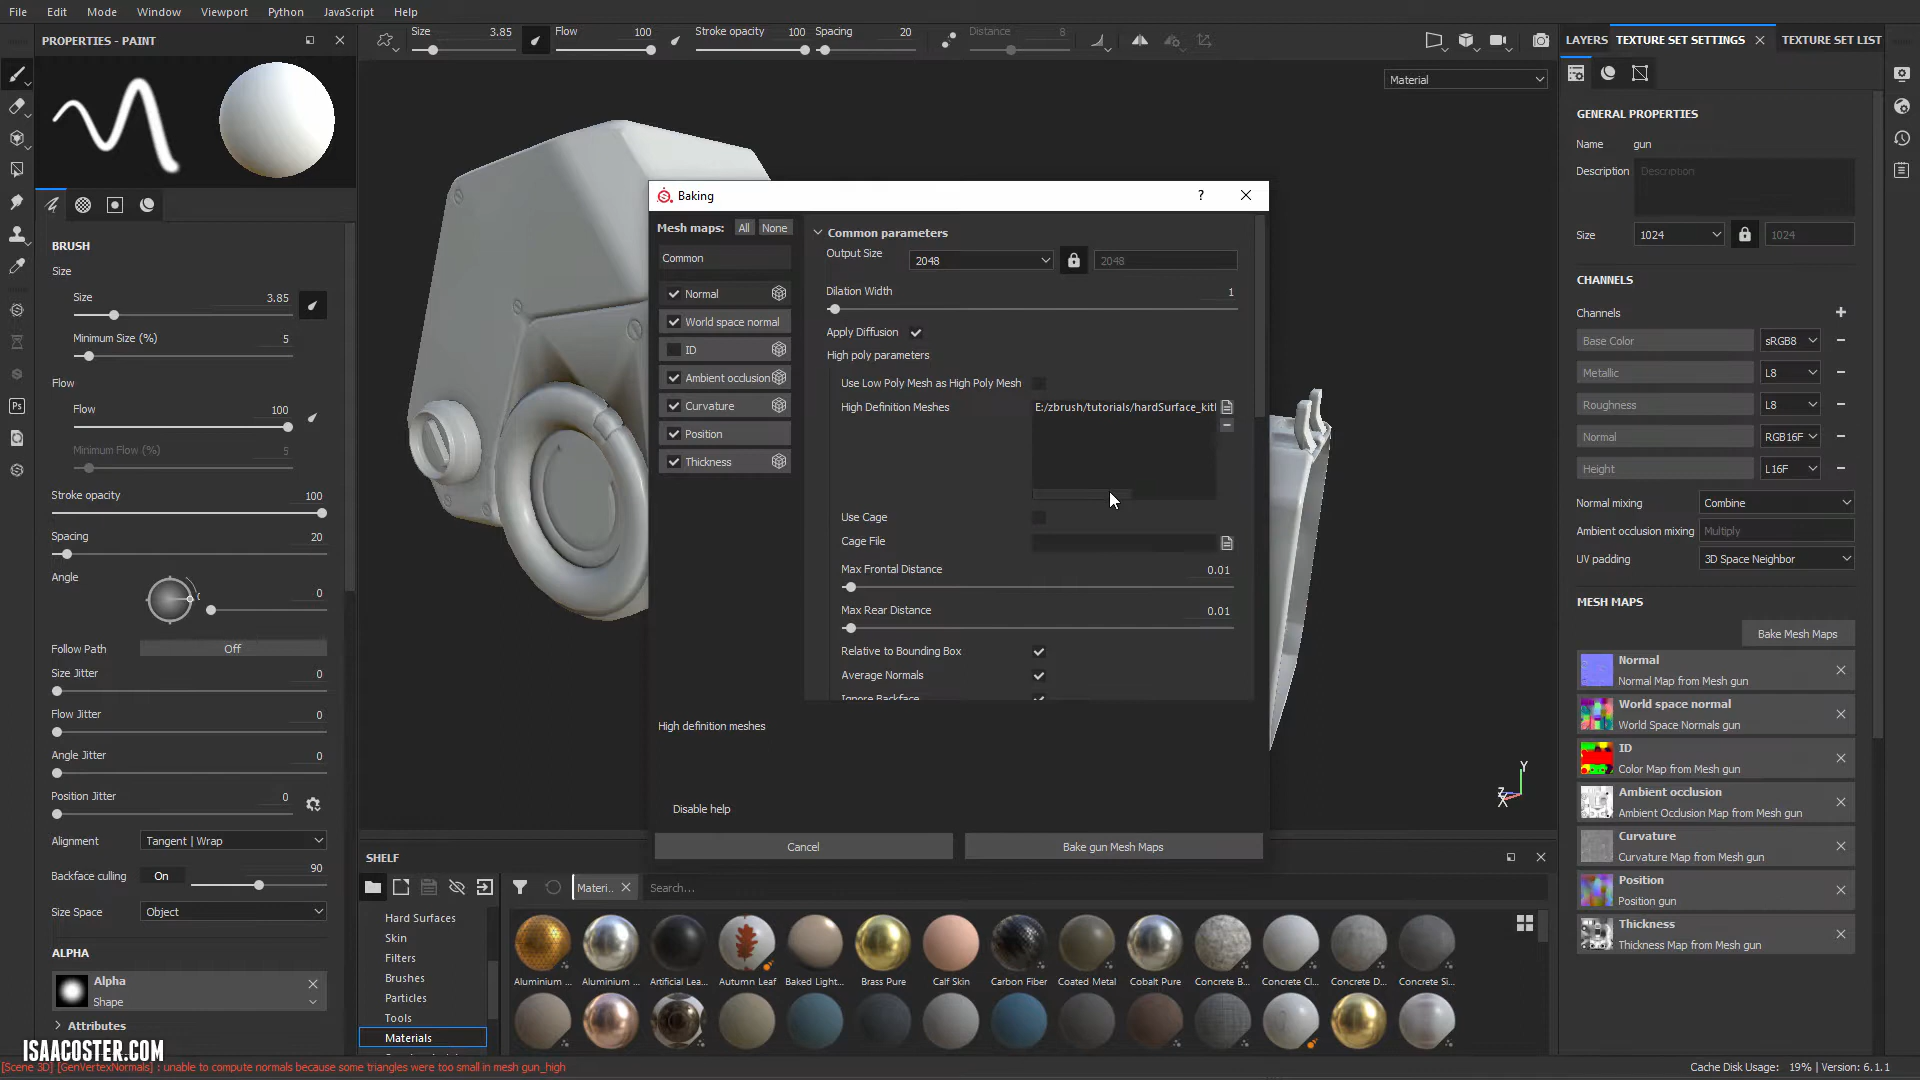 File Edit Mode Window Viewport Python JavaScript Help
PROPERTIES - PAINT
Size 3.85 Flow 100 Stroke opacity 100 Spacing 20 Distance 8
LAYERS TEXTURE SET SETTINGS TEXTURE SET LIST
Material
BRUSH
Size
Size 3.85
Minimum Size (%) 5
Flow
Flow 100
Minimum Flow (%) 5
Stroke opacity 100
Spacing 20
Angle 0
Follow Path Off
Size Jitter 0
Flow Jitter 0
Angle Jitter 0
Position Jitter 0
Alignment Tangent | Wrap
Backface culling On 90
Size Space Object
ALPHA
Alpha
Shape
Attributes
Baking ?
Mesh maps: All None
Common
Normal
World space normal
ID
Ambient occlusion
Curvature
Position
Thickness
Common parameters
Output Size 2048 2048
Dilation Width 1
Apply Diffusion
High poly parameters
Use Low Poly Mesh as High Poly Mesh
High Definition Meshes E:/zbrush/tutorials/hardSurface_kit
Use Cage
Cage File
Max Frontal Distance 0.01
Max Rear Distance 0.01
Relative to Bounding Box
Average Normals
Ignore Backface
High definition meshes
Disable help
Cancel Bake gun Mesh Maps
Y
Z
X
SHELF
Materi.. Search...
Hard Surfaces
Skin
Filters
Brushes
Particles
Tools
Materials
Aluminium ... Aluminium ... Artificial Lea... Autumn Leaf Baked Light... Brass Pure Calf Skin Carbon Fiber Coated Metal Cobalt Pure Concrete B... Concrete Cl... Concrete D... Concrete Si...
GENERAL PROPERTIES
Name gun
Description Description
Size 1024 1024
CHANNELS
Channels
Base Color sRGB8
Metallic L8
Roughness L8
Normal RGB16F
Height L16F
Normal mixing Combine
Ambient occlusion mixing Multiply
UV padding 3D Space Neighbor
MESH MAPS
Bake Mesh Maps
Normal
Normal Map from Mesh gun
World space normal
World Space Normals gun
ID
Color Map from Mesh gun
Ambient occlusion
Ambient Occlusion Map from Mesh gun
Curvature
Curvature Map from Mesh gun
Position
Position gun
Thickness
Thickness Map from Mesh gun
ISAACOSTER.COM
[Scene 3D] [GenVertexNormals] : unable to compute normals because some triangles were too small in mesh gun_high
Cache Disk Usage: 19% | Version: 6.1.1